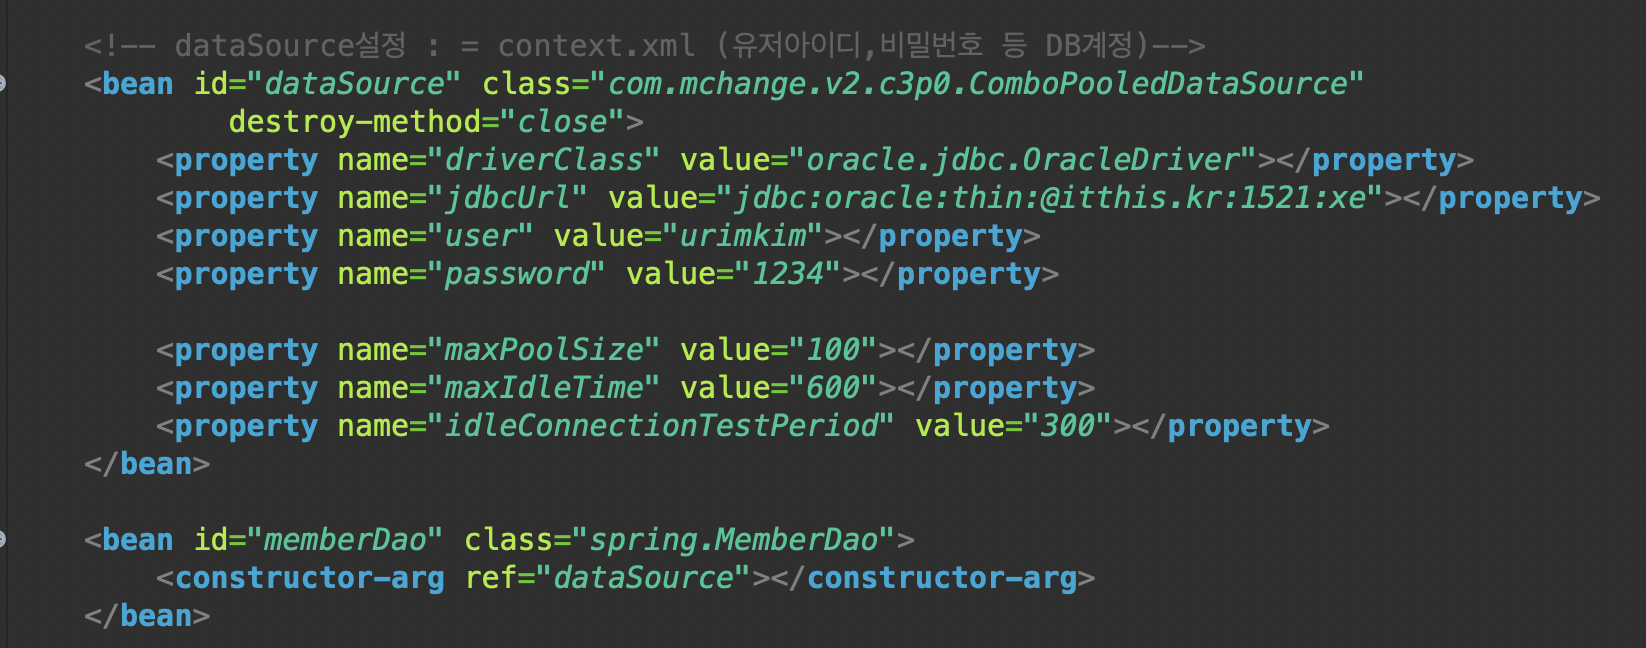 <!-- dataSource설정 : = context.xml (유저아이디,비밀번호 등 DB계정)-->
<bean id="dataSource" class="com.mchange.v2.c3p0.ComboPooledDataSource"
destroy-method="close">
<property name="driverClass" value="oracle.jdbc.OracleDriver"></property>
<property name="jdbcUrl" value="jdbc:oracle:thin:@itthis.kr:1521:xe"></property>
<property name="user" value="urimkim"></property>
<property name="password" value="1234"></property>
<property name="maxPoolSize" value="100"></property>
<property name="maxIdleTime" value="600"></property>
<property name="idleConnectionTestPeriod" value="300"></property>
</bean>
<bean id="memberDao" class="spring.MemberDao">
<constructor-arg ref="dataSource"></constructor-arg>
</bean>